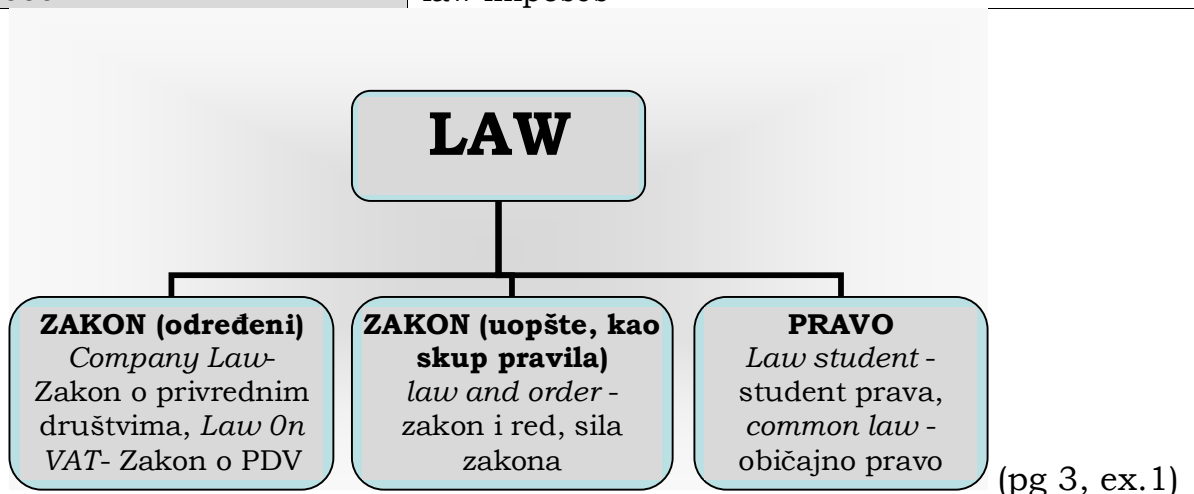 LAW
ZAKON (određeni)
Company Law-
Zakon o privrednim
društvima, Law 0n
VAT- Zakon o PDV
ZAKON (uopšte, kao
skup pravila)
law and order -
zakon i red, sila
zakona
PRAVO
Law student -
student prava,
common law -
običajno pravo
(pg 3, ex.1)